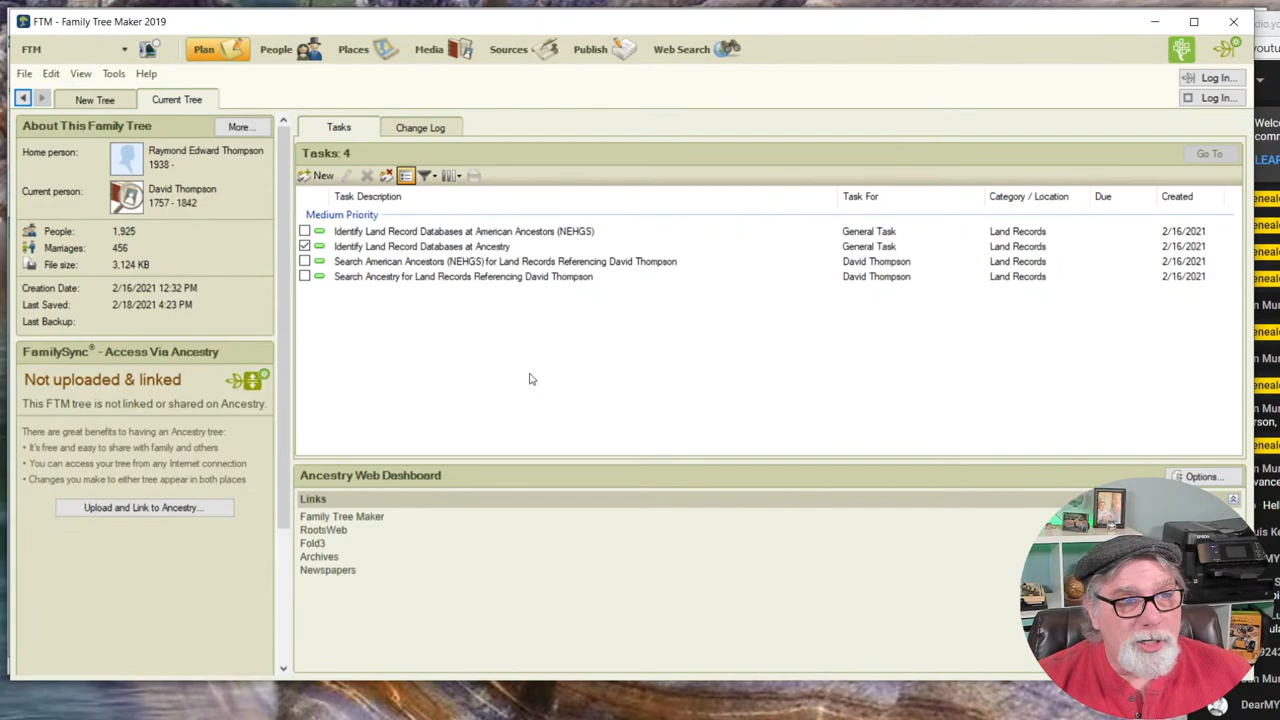 FTM - Family Tree Maker 2019
FTM Plan People Places Media Sources Publish Web Search
File Edit View Tools Help
Log In...
Log In...
New Tree Current Tree
About This Family Tree More...
Home person: Raymond Edward Thompson
1938 -
Current person: David Thompson
1757 - 1842
People: 1,925
Marriages: 456
File size: 3,124 KB
Creation Date: 2/16/2021 12:32 PM
Last Saved: 2/18/2021 4:23 PM
Last Backup:
FamilySync® - Access Via Ancestry
Not uploaded & linked
This FTM tree is not linked or shared on Ancestry.
There are great benefits to having an Ancestry tree:
• It's free and easy to share with family and others
• You can access your tree from any Internet connection
• Changes you make to either tree appear in both places
Upload and Link to Ancestry...
Tasks Change Log
Tasks: 4 Go To
New
Task Description Task For Category / Location Due Created
Medium Priority
Identify Land Record Databases at American Ancestors (NEHGS) General Task Land Records 2/16/2021
Identify Land Record Databases at Ancestry General Task Land Records 2/16/2021
Search American Ancestors (NEHGS) for Land Records Referencing David Thompson David Thompson Land Records 2/16/2021
Search Ancestry for Land Records Referencing David Thompson David Thompson Land Records 2/16/2021
Ancestry Web Dashboard Options...
Links
Family Tree Maker
RootsWeb
Fold3
Archives
Newspapers
EPSON
DearMY